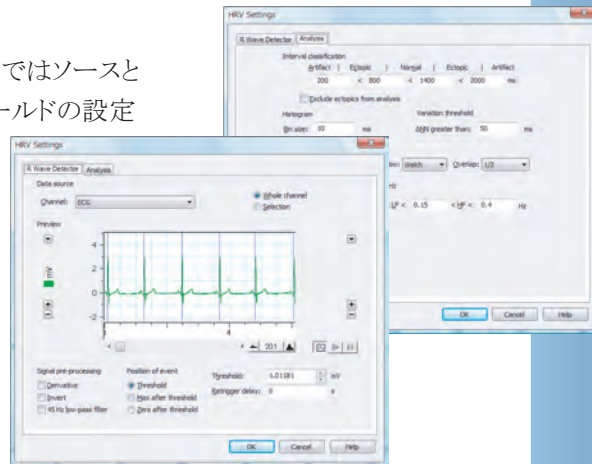 ではソースと
ールドの設定
HRV Settings
R Wave Detector Analysis
Interval classification
Artifact | Ectopic | Normal | Ectopic | Artifact
200 < 800 < 1400 < 2000 ms
Exclude ectopics from analysis
Histogram Variation threshold
Bin size: 10 ms ΔNN greater than: 50 ms
Welch Overlap: 1/2
Hz
LF < 0.15 < HF < 0.4 Hz
OK Cancel Help
HRV Settings
R Wave Detector Analysis
Data source
Channel: ECG
Whole channel
Selection
Preview
4
2
0
-2
mV
4
20:1
Signal pre-processing Position of event
Derivative Threshold
Invert Max after threshold
45 Hz low-pass filter Zero after threshold
Threshold: 1.01181 mV
Retrigger delay: 0 s
OK Cancel Help